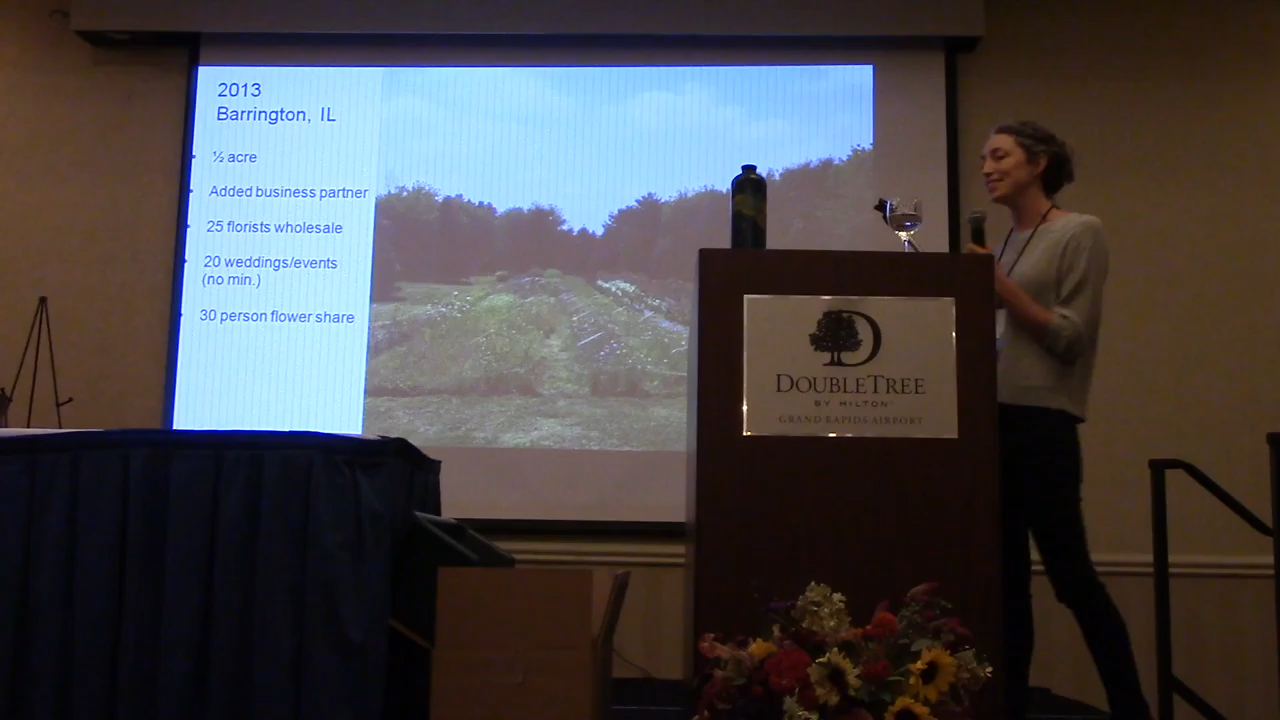 2013
Barrington, IL
½ acre
Added business partner
25 florists wholesale
20 weddings/events
(no min.)
30 person flower share
D
DOUBLETREE
BY HILTON
GRAND RAPIDS AIRPORT